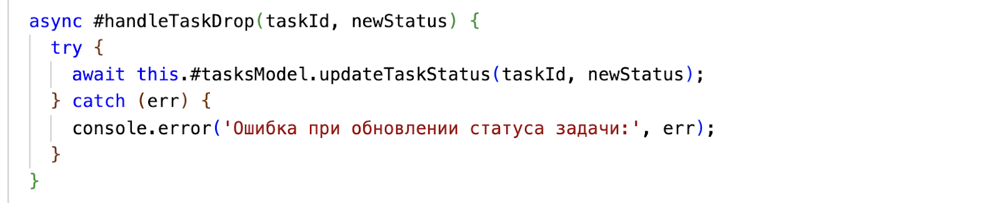 async #handleTaskDrop(taskId, newStatus) {
try {
await this.#tasksModel.updateTaskStatus(taskId, newStatus);
} catch (err) {
console.error('Ошибка при обновлении статуса задачи:', err);
}
}